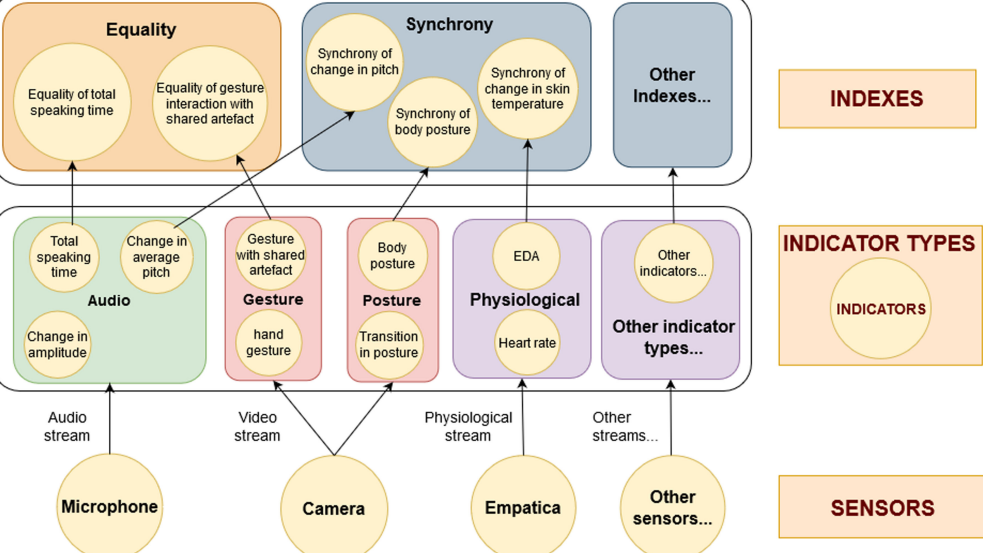 Equality
Equality of total
speaking time
Equality of gesture
interaction with
shared artefact
Synchrony
Synchrony of
change in pitch
Synchrony of
body posture
Synchrony of
change in skin
temperature
Other
Indexes...
INDEXES
Total
speaking
time
Change in
average
pitch
Audio
Change in
amplitude
Gesture
with shared
artefact
Gesture
hand
gesture
Body
posture
Posture
Transition
in posture
EDA
Physiological
Heart rate
Other
indicators...
Other indicator
types...
INDICATOR TYPES
INDICATORS
Audio
stream
Video
stream
Physiological
stream
Other
streams...
Microphone
Camera
Empatica
Other
sensors...
SENSORS